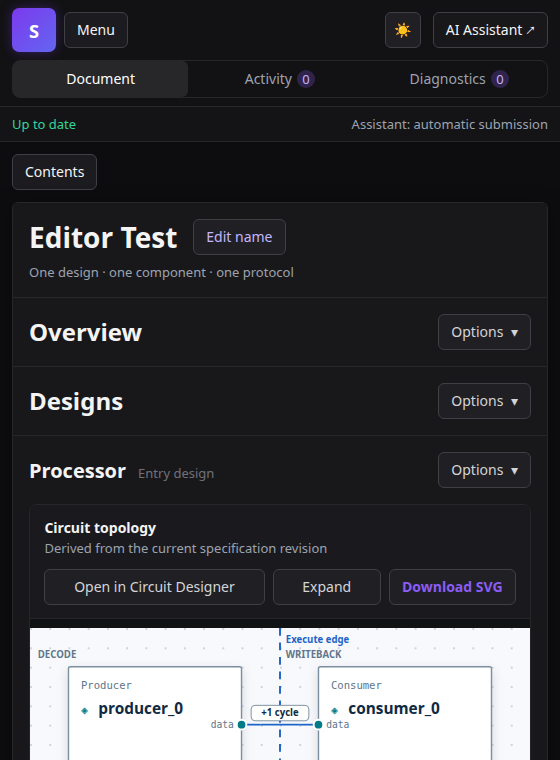 S Menu AI Assistant ↗
Document Activity 0 Diagnostics 0
Up to date Assistant: automatic submission
Contents
Editor Test Edit name
One design · one component · one protocol
Overview Options ▾
Designs Options ▾
Processor Entry design Options ▾
Circuit topology
Derived from the current specification revision
Open in Circuit Designer Expand Download SVG
Execute edge
DECODE WRITEBACK
Producer Consumer
producer_0 +1 cycle consumer_0
data data